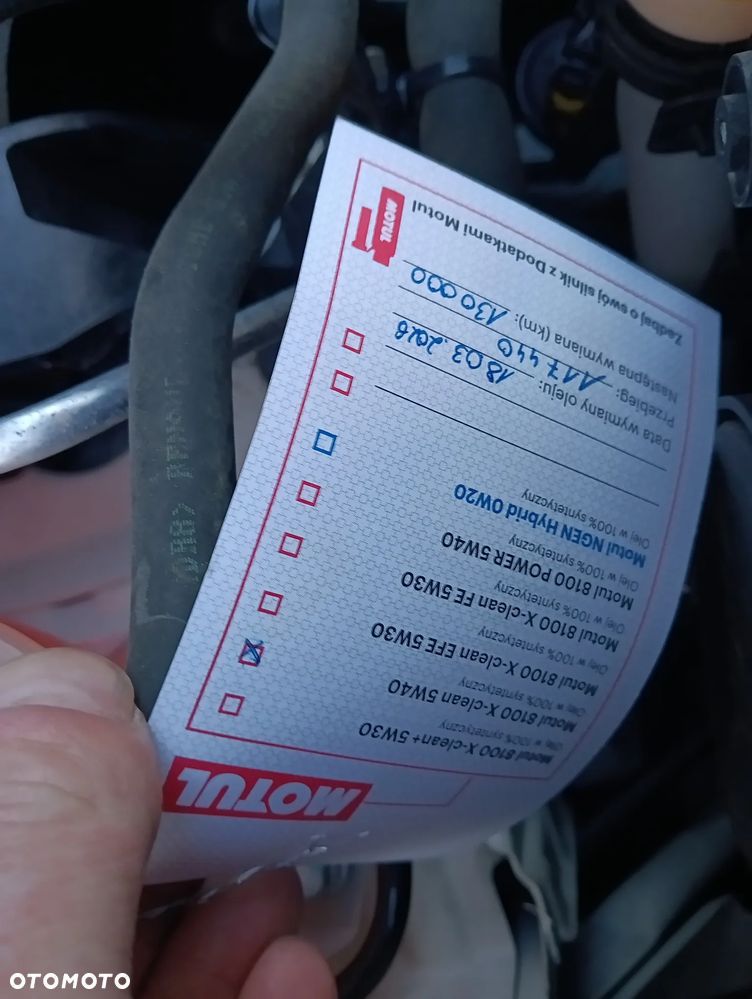 MOTUL
Motul 8100 X-clean+ 5W30
Olej w 100% syntetyczny
Motul 8100 X-clean 5W40
Olej w 100% syntetyczny
Motul 8100 X-clean EFE 5W30
Olej w 100% syntetyczny
Motul 8100 X-clean FE 5W30
Olej w 100% syntetyczny
Motul 8100 POWER 5W40
Olej w 100% syntetyczny
Motul NGEN Hybrid 0W20
Olej w 100% syntetyczny
Data wymiany oleju: 18.03.2026
Przebieg: 117 440
Następna wymiana (km): 130 000
Zadbaj o swój silnik z Dodatkami Motul
MOTUL
OTOMOTO